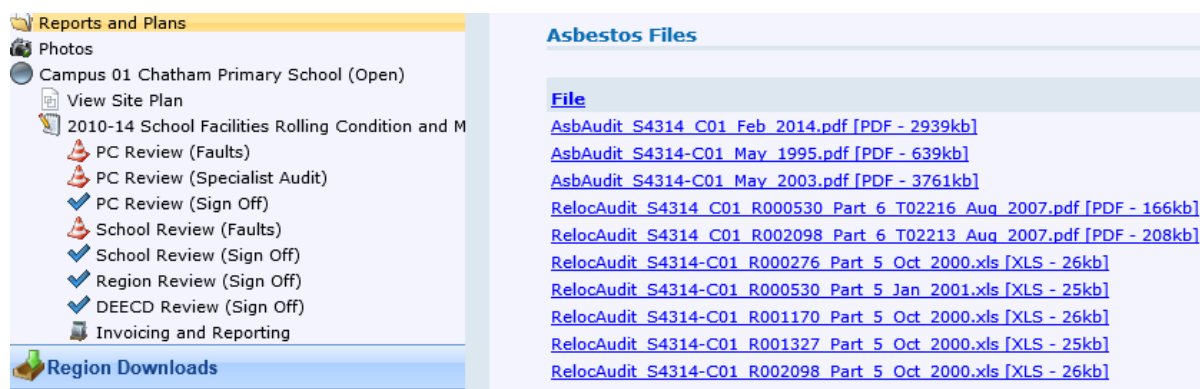 Reports and Plans
Photos
Campus 01 Chatham Primary School (Open)
View Site Plan
2010-14 School Facilities Rolling Condition and M
PC Review (Faults)
PC Review (Specialist Audit)
PC Review (Sign Off)
School Review (Faults)
School Review (Sign Off)
Region Review (Sign Off)
DEECD Review (Sign Off)
Invoicing and Reporting
Region Downloads
Asbestos Files
File
AsbAudit_S4314_C01_Feb_2014.pdf [PDF - 2939kb]
AsbAudit_S4314-C01_May_1995.pdf [PDF - 639kb]
AsbAudit_S4314-C01_May_2003.pdf [PDF - 3761kb]
RelocAudit_S4314_C01_R000530_Part_6_T02216_Aug_2007.pdf [PDF - 166kb]
RelocAudit_S4314_C01_R002098_Part_6_T02213_Aug_2007.pdf [PDF - 208kb]
RelocAudit_S4314-C01_R000276_Part_5_Oct_2000.xls [XLS - 26kb]
RelocAudit_S4314-C01_R000530_Part_5_Jan_2001.xls [XLS - 25kb]
RelocAudit_S4314-C01_R001170_Part_5_Oct_2000.xls [XLS - 26kb]
RelocAudit_S4314-C01_R001327_Part_5_Oct_2000.xls [XLS - 25kb]
RelocAudit_S4314-C01_R002098_Part_5_Oct_2000.xls [XLS - 26kb]